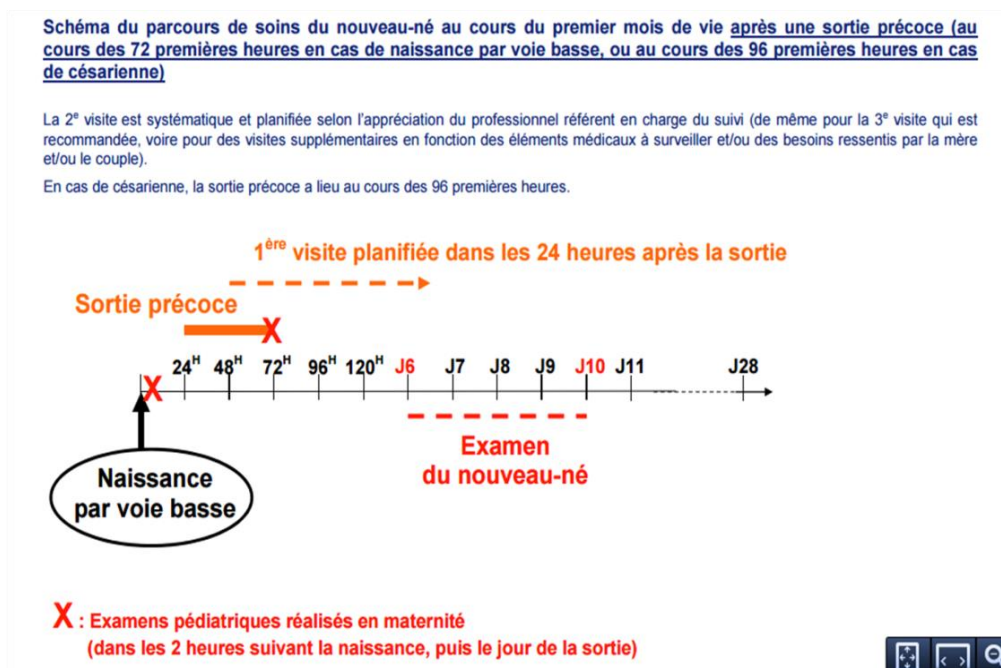 Schéma du parcours de soins du nouveau-né au cours du premier mois de vie après une sortie précoce (au
cours des 72 premières heures en cas de naissance par voie basse, ou au cours des 96 premières heures en cas
de césarienne)
La 2e visite est systématique et planifiée selon l'appréciation du professionnel référent en charge du suivi (de même pour la 3e visite qui est
recommandée, voire pour des visites supplémentaires en fonction des éléments médicaux à surveiller et/ou des besoins ressentis par la mère
et/ou le couple).
En cas de césarienne, la sortie précoce a lieu au cours des 96 premières heures.
1ère visite planifiée dans les 24 heures après la sortie
Sortie précoce
X
24H 48H 72H 96H 120H J6 J7 J8 J9 J10 J11 J28
X
Examen
du nouveau-né
Naissance
par voie basse
X : Examens pédiatriques réalisés en maternité
(dans les 2 heures suivant la naissance, puis le jour de la sortie)